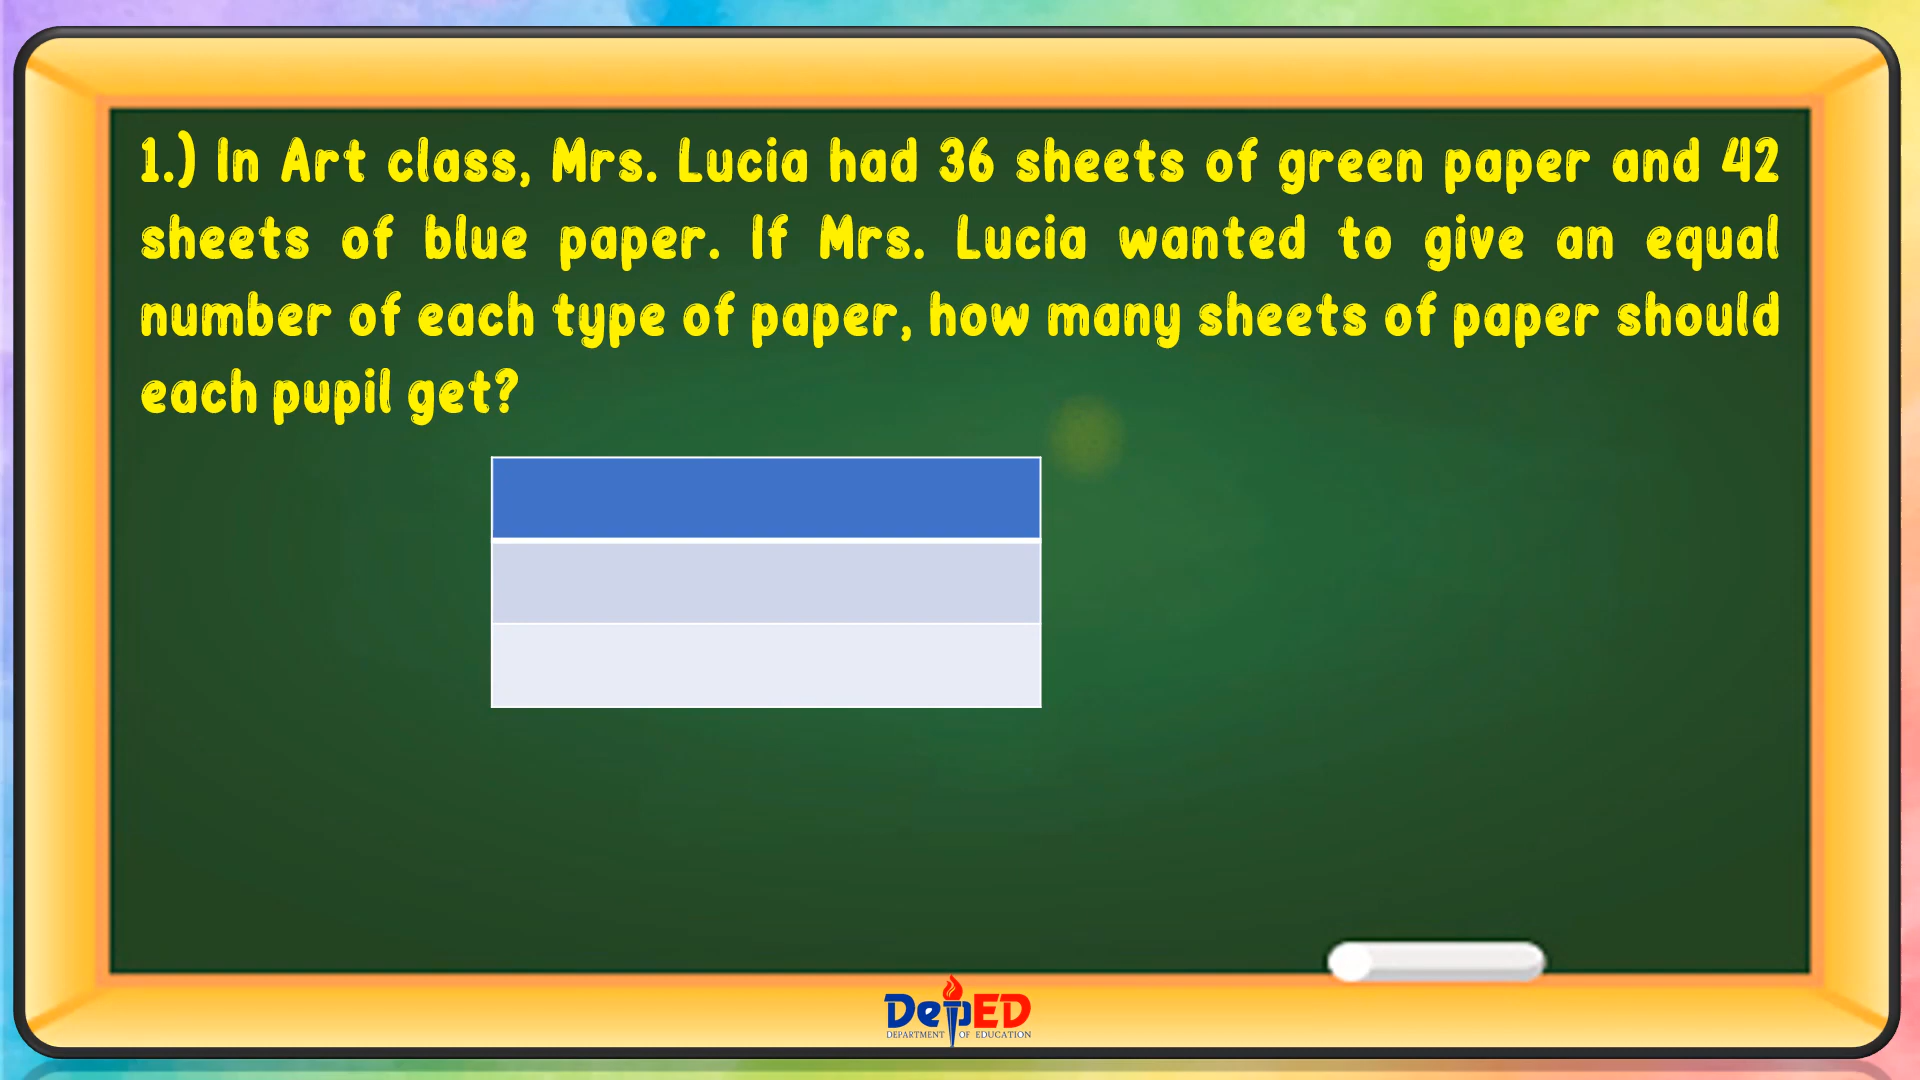 1.) In Art class, Mrs. Lucia had 36 sheets of green paper and 42
sheets of blue paper. If Mrs. Lucia wanted to give an equal
number of each type of paper, how many sheets of paper should
each pupil get?
DepED
DEPARTMENT OF EDUCATION